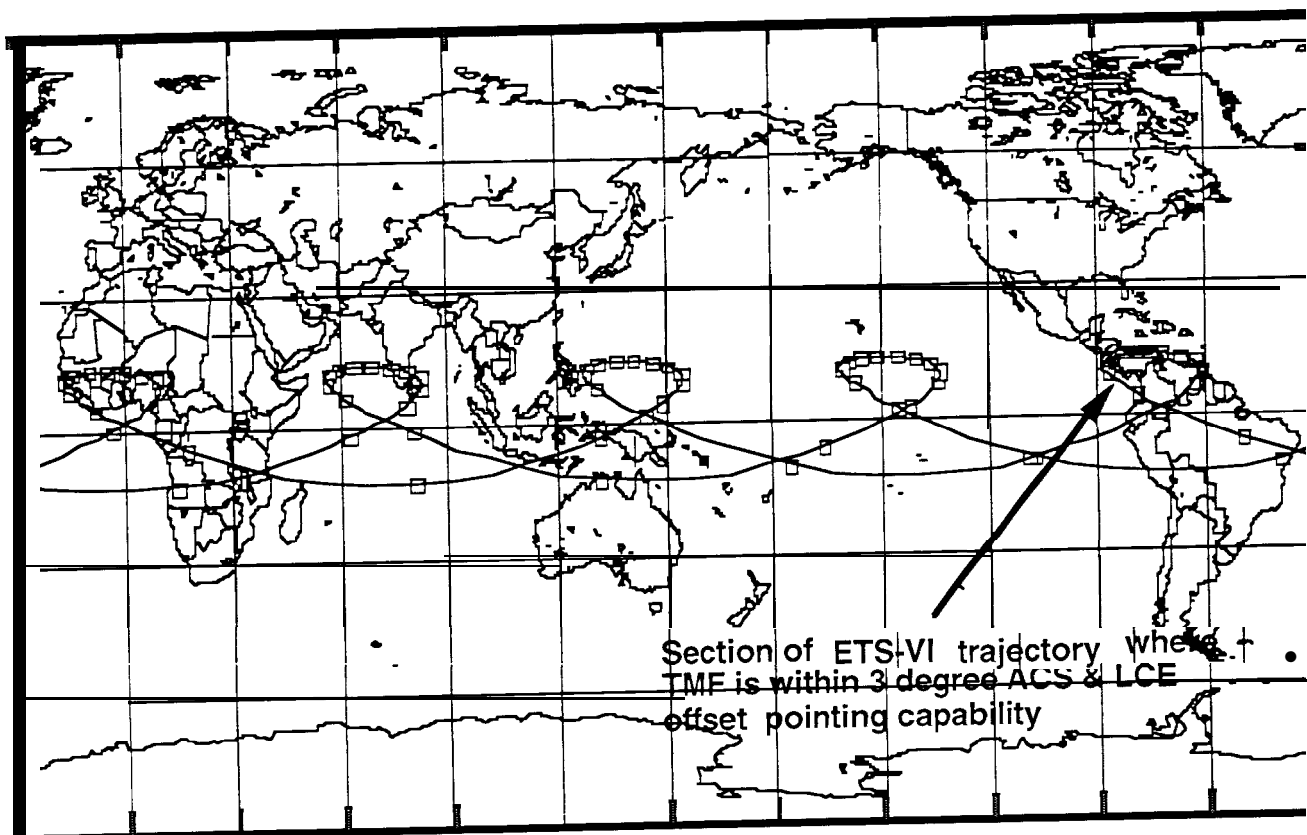 Section of ETS-VI trajectory where
TMF is within 3 degree ACS & LCE
offset pointing capability